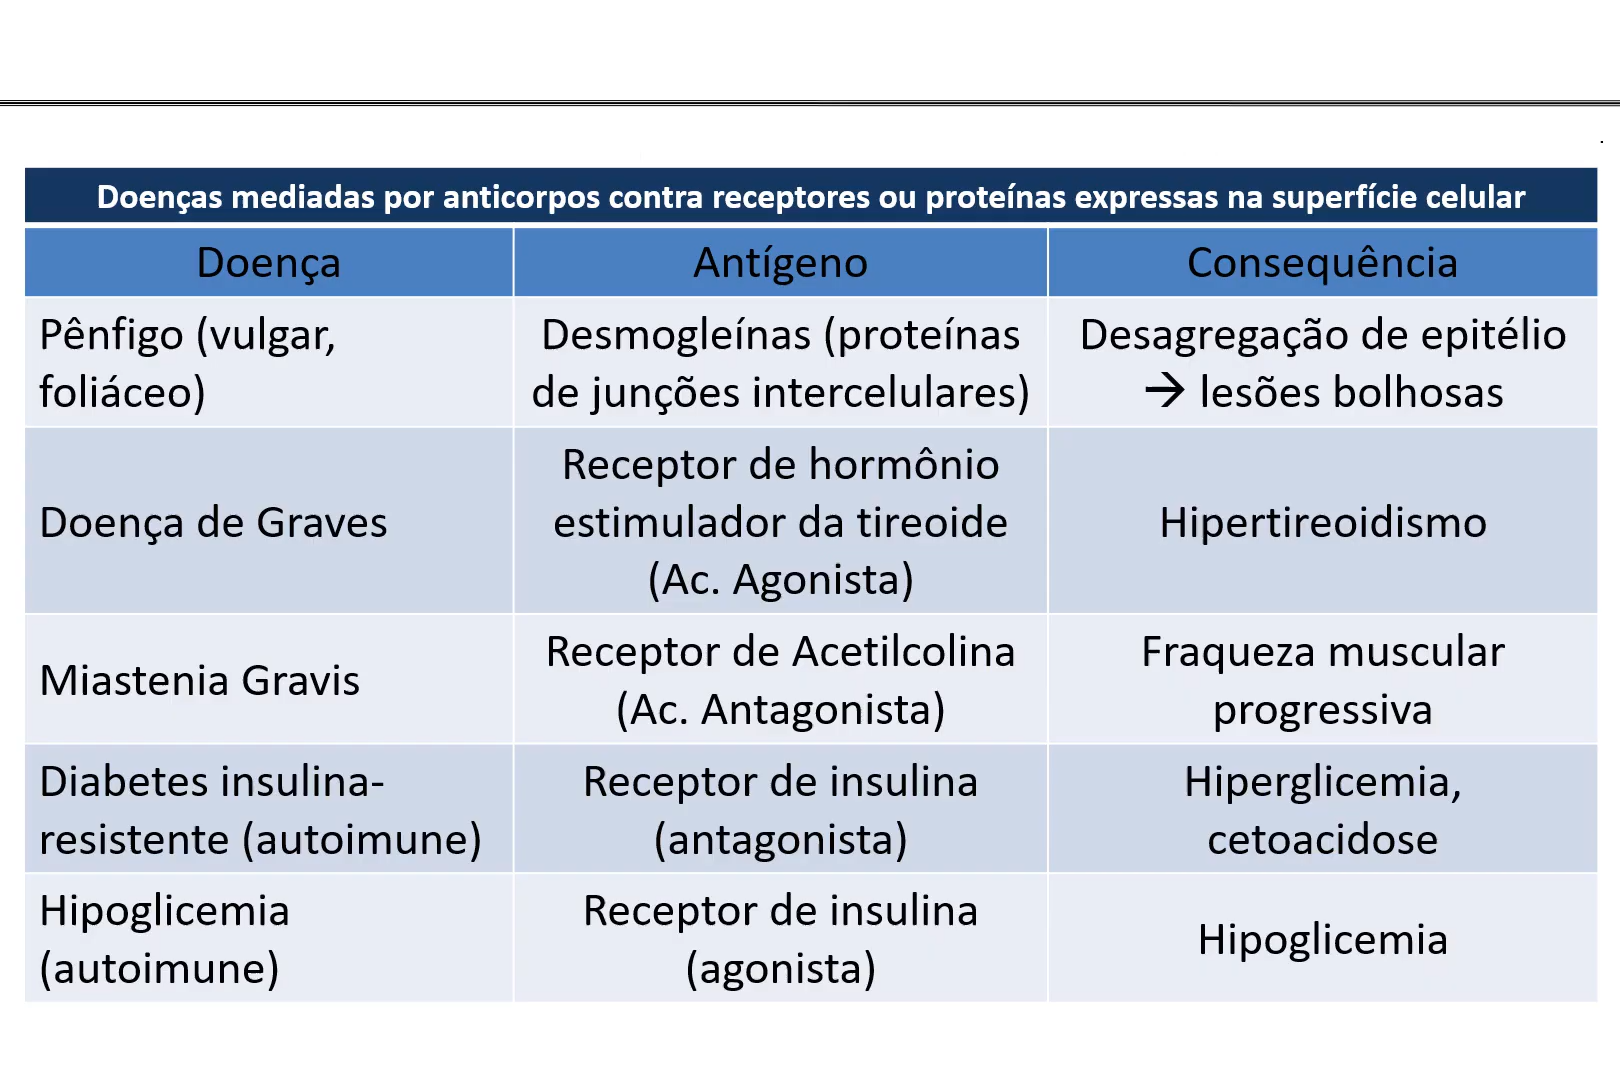 Doenças mediadas por anticorpos contra receptores ou proteínas expressas na superfície celular
Doença
Antígeno
Consequência
Pênfigo (vulgar,
foliáceo)
Desmogleínas (proteínas
de junções intercelulares)
Desagregação de epitélio
→ lesões bolhosas
Doença de Graves
Receptor de hormônio
estimulador da tireoide
(Ac. Agonista)
Hipertireoidismo
Miastenia Gravis
Receptor de Acetilcolina
(Ac. Antagonista)
Fraqueza muscular
progressiva
Diabetes insulina-
resistente (autoimune)
Receptor de insulina
(antagonista)
Hiperglicemia,
cetoacidose
Hipoglicemia
(autoimune)
Receptor de insulina
(agonista)
Hipoglicemia